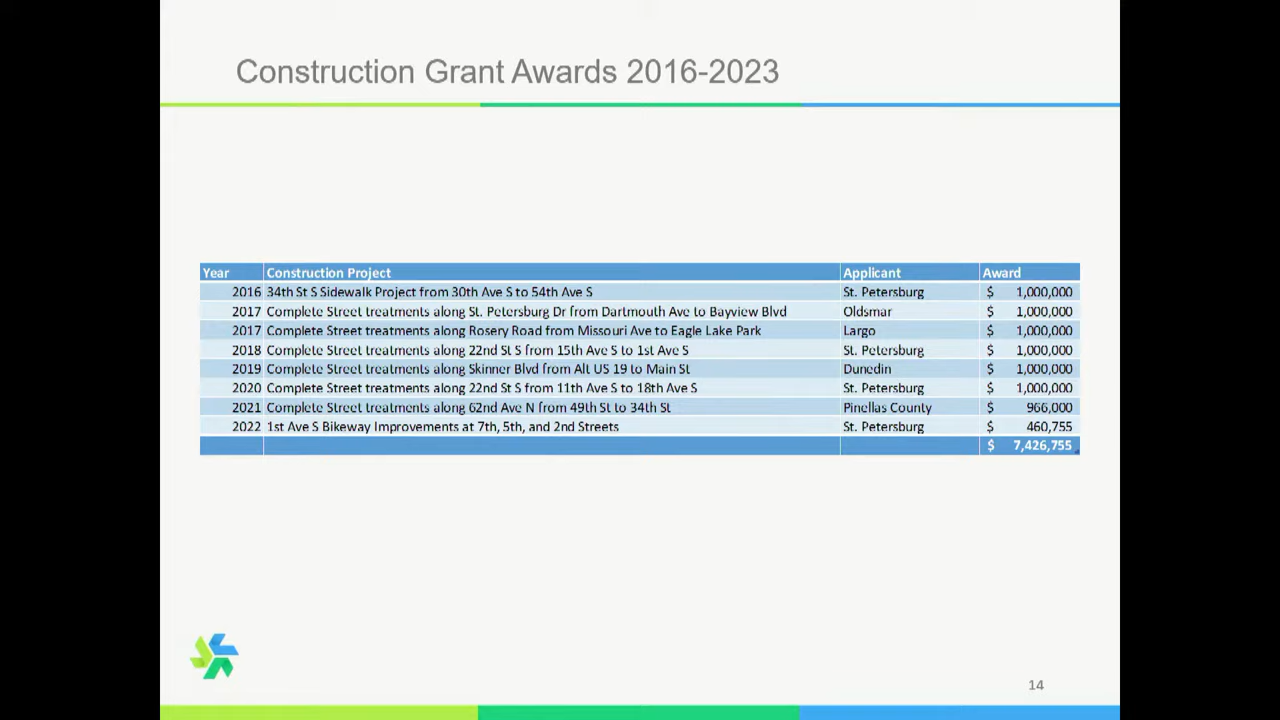 Construction Grant Awards 2016-2023
Year Construction Project Applicant Award
2016 34th St S Sidewalk Project from 30th Ave S to 54th Ave S St. Petersburg $ 1,000,000
2017 Complete Street treatments along St. Petersburg Dr from Dartmouth Ave to Bayview Blvd Oldsmar $ 1,000,000
2017 Complete Street treatments along Rosery Road from Missouri Ave to Eagle Lake Park Largo $ 1,000,000
2018 Complete Street treatments along 22nd St S from 15th Ave S to 1st Ave S St. Petersburg $ 1,000,000
2019 Complete Street treatments along Skinner Blvd from Alt US 19 to Main St Dunedin $ 1,000,000
2020 Complete Street treatments along 22nd St S from 11th Ave S to 18th Ave S St. Petersburg $ 1,000,000
2021 Complete Street treatments along 62nd Ave N from 49th St to 34th St Pinellas County $ 966,000
2022 1st Ave S Bikeway Improvements at 7th, 5th, and 2nd Streets St. Petersburg $ 460,755
$ 7,426,755
14